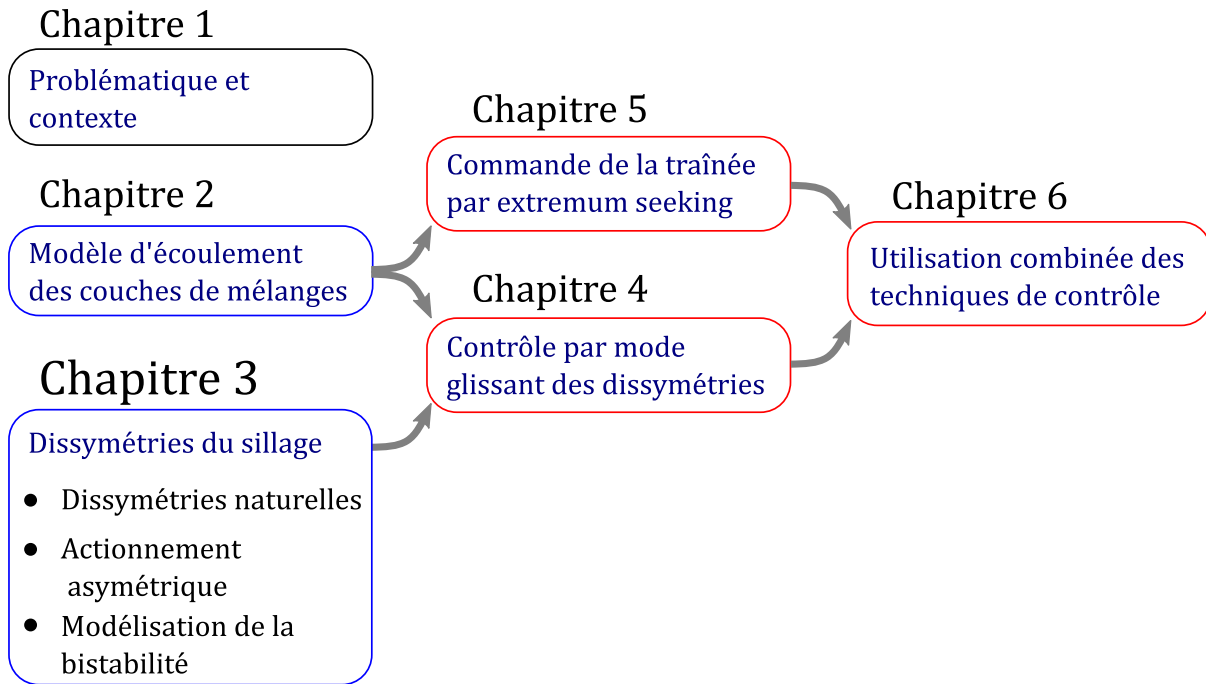 Chapitre 1
Problématique et
contexte
Chapitre 2
Modèle d'écoulement
des couches de mélanges
Chapitre 3
Dissymétries du sillage
• Dissymétries naturelles
• Actionnement
asymétrique
• Modélisation de la
bistabilité
Chapitre 5
Commande de la traînée
par extremum seeking
Chapitre 4
Contrôle par mode
glissant des dissymétries
Chapitre 6
Utilisation combinée des
techniques de contrôle